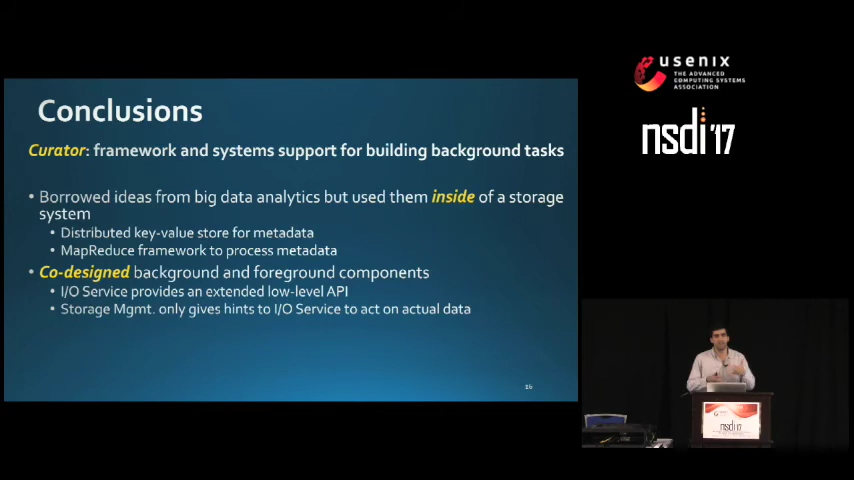 Conclusions
Curator: framework and systems support for building background tasks
• Borrowed ideas from big data analytics but used them inside of a storage
system
• Distributed key-value store for metadata
• MapReduce framework to process metadata
• Co-designed background and foreground components
• I/O Service provides an extended low-level API
• Storage Mgmt. only gives hints to I/O Service to act on actual data
usenix
THE ADVANCED
COMPUTING SYSTEMS
ASSOCIATION
nsdi '17
nsdi'17